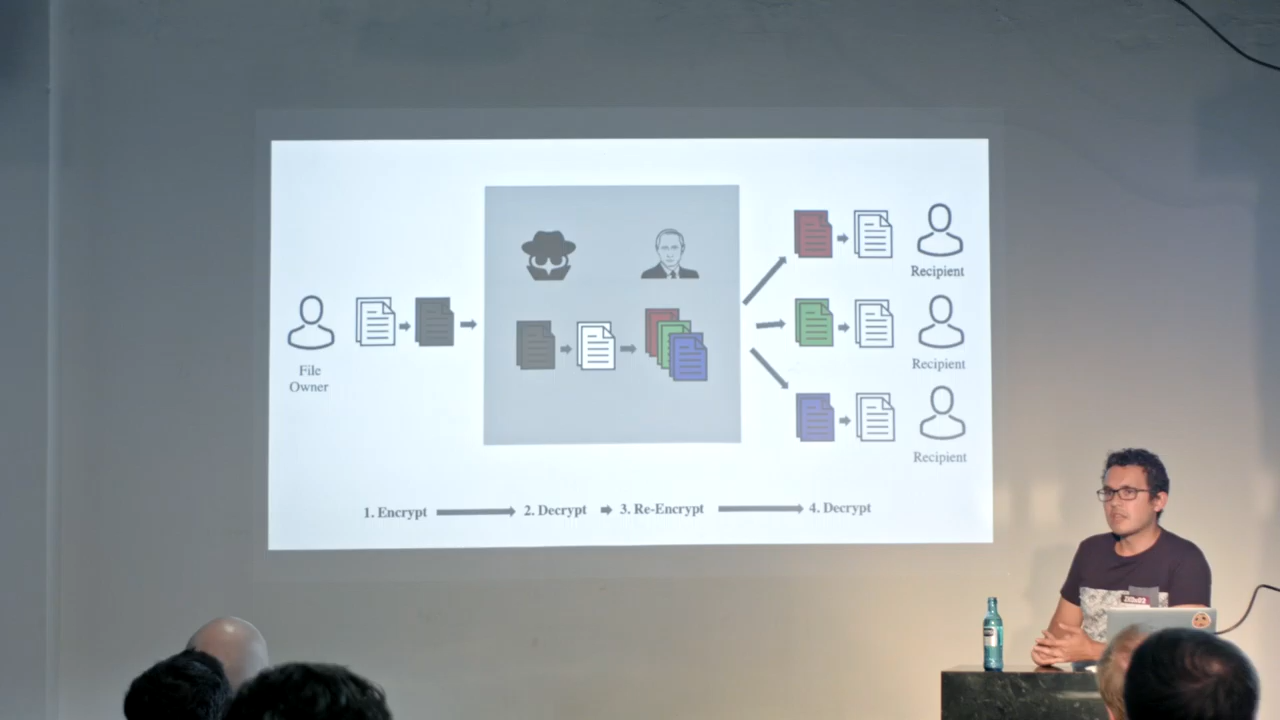 Recipient
File
Owner
Recipient
Recipient
1. Encrypt
2. Decrypt
3. Re-Encrypt
4. Decrypt